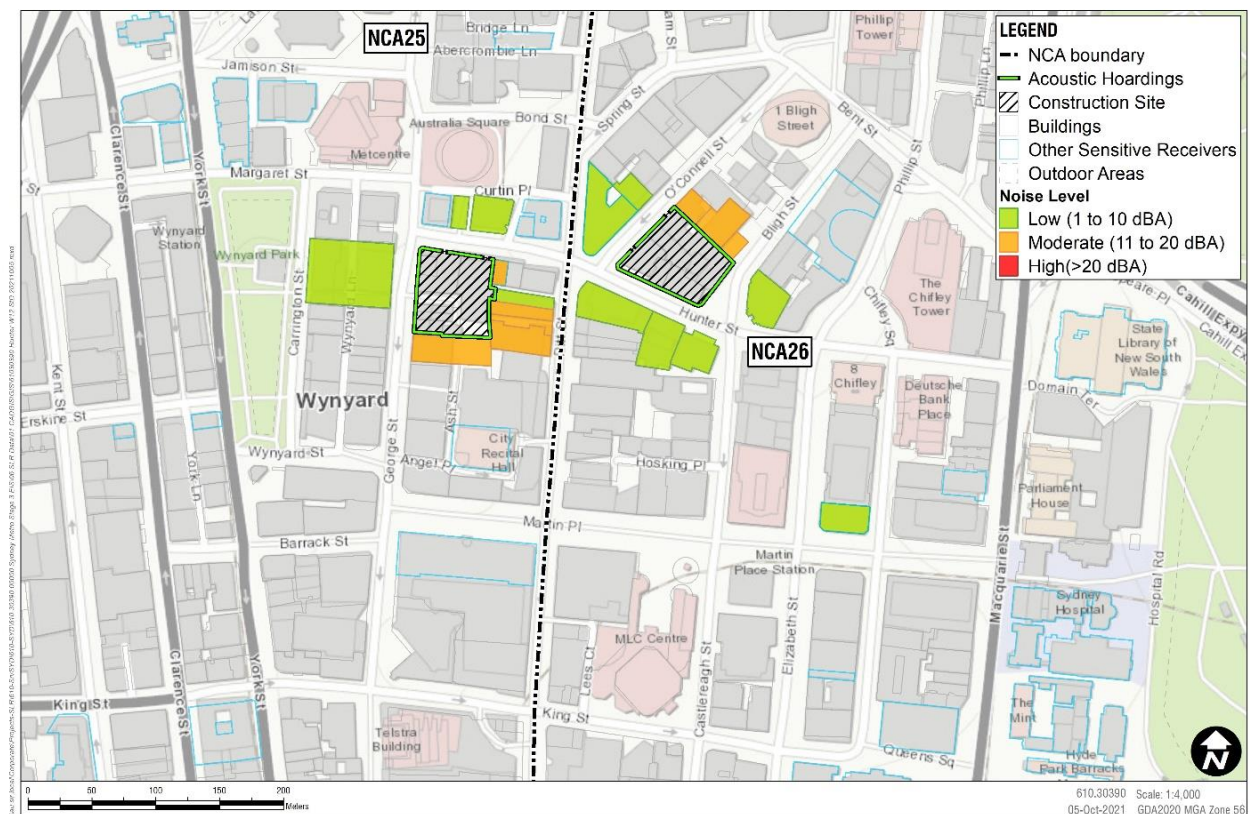 NCA25
Bridge Ln
Abercrombie Ln
Phillip
Tower
Phillip Ln
Jamison St
Spring St
O'Connell St
1 Bligh
Street
Bent St
Phillip St
Australia Square
Bond St
Metcentre
Clarence St
York St
Margaret St
Curtin Pl
Bligh St
Wynyard
Station
Wynyard Park
Carrington St
Wynyard Ln
Hunter St
NCA26
Chifley Sq
The
Chifley
Tower
8
Chifley
Deutsche
Bank
Place
State
Library of
New South
Wales
Cahill Expy
Domain Ter
Kent St
Erskine St
Wynyard
Ash St
George St
City
Recital
Hall
Angel Pl
Wynyard St
York Ln
Hosking Pl
Parliament
House
Martin Pl
Barrack St
Martin
Place Station
Macquarie St
Hospital Rd
Sydney
Hospital
MLC Centre
Lees Ct
Castlereagh St
Elizabeth St
Clarence St
York St
King St
King St
Telstra
Building
Queens Sq
The
Mint
Hyde
Park Barracks
LEGEND
NCA boundary
Acoustic Hoardings
Construction Site
Buildings
Other Sensitive Receivers
Outdoor Areas
Noise Level
Low (1 to 10 dBA)
Moderate (11 to 20 dBA)
High(>20 dBA)
N
0 50 100 150 200
Meters
610.30390 Scale: 1:4,000
05-Oct-2021 GDA2020 MGA Zone 56